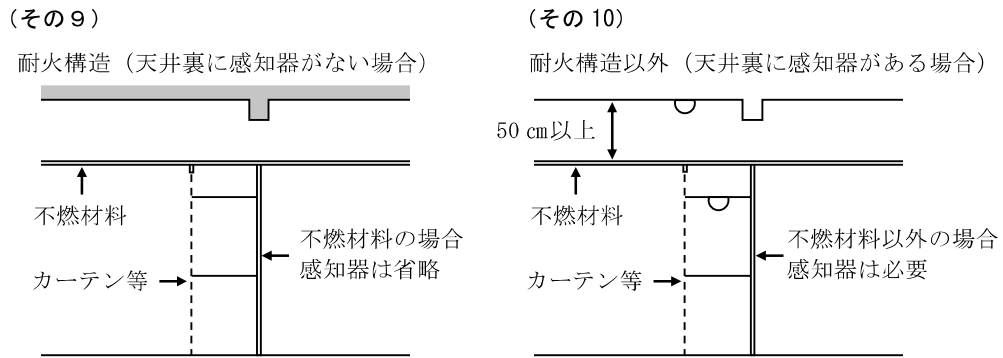 （その９）
耐火構造（天井裏に感知器がない場合）
不燃材料
カーテン等
不燃材料の場合
感知器は省略
（その 10）
耐火構造以外（天井裏に感知器がある場合）
50 ㎝以上
不燃材料
カーテン等
不燃材料以外の場合
感知器は必要